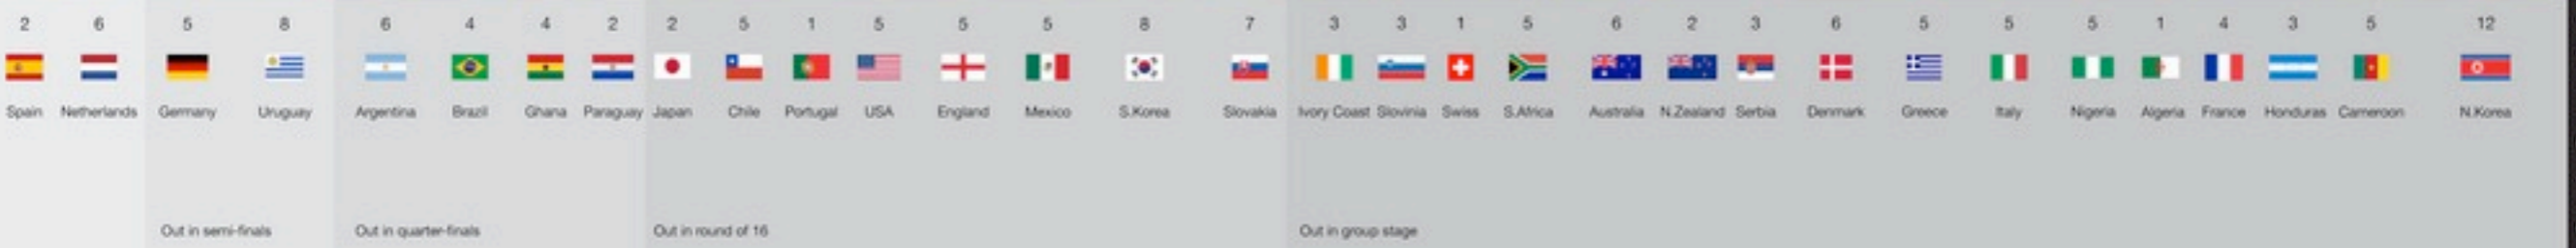 2 6 5 8 6 4 4 2 2 5 1 5 5 5 8 7 3 3 1 5 6 2 3 6 5 5 5 1 4 3 5 12
Spain Netherlands Germany Uruguay Argentina Brazil Ghana Paraguay Japan Chile Portugal USA England Mexico S.Korea Slovakia Ivory Coast Slovinia Swiss S.Africa Australia N.Zealand Serbia Denmark Greece Italy Nigeria Algeria France Honduras Cameroon N.Korea
Out in semi-finals Out in quarter-finals Out in round of 16 Out in group stage